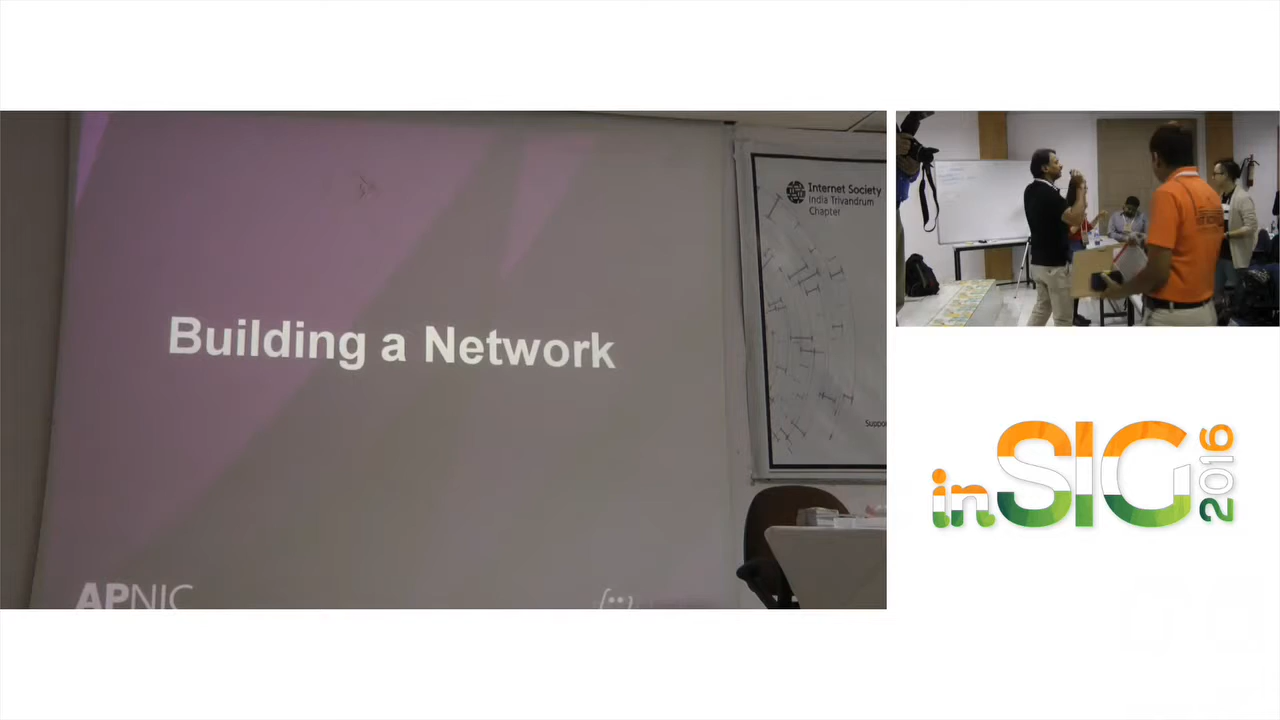 Building a Network
APNIC
Internet Society
India Trivandrum
Chapter
inSIG 2016